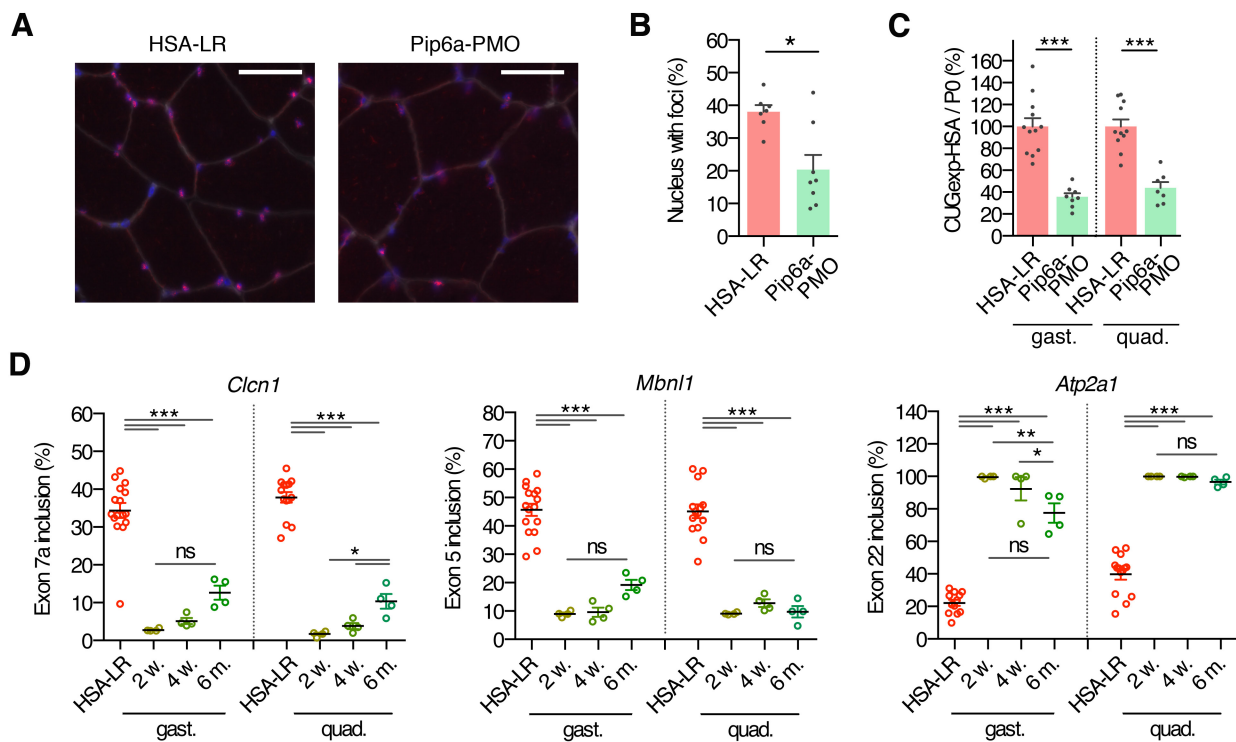 A
HSA-LR
Pip6a-PMO
B
Nucleus with foci (%)
60
50
40
30
20
10
0
*
HSA-LR
Pip6a-
PMO
C
CUGexp-HSA / P0 (%)
160
140
120
100
80
60
40
20
0
***
***
HSA-LR
Pip6a-
PMO
HSA-LR
Pip6a-
PMO
gast.
quad.
D
Clcn1
Exon 7a inclusion (%)
60
50
40
30
20
10
0
***
***
ns
*
HSA-LR
2 w.
4 w.
6 m.
HSA-LR
2 w.
4 w.
6 m.
gast.
quad.
Mbnl1
Exon 5 inclusion (%)
80
70
60
50
40
30
20
10
0
***
***
ns
ns
HSA-LR
2 w.
4 w.
6 m.
HSA-LR
2 w.
4 w.
6 m.
gast.
quad.
Atp2a1
Exon 22 inclusion (%)
140
120
100
80
60
40
20
0
***
***
**
ns
*
ns
HSA-LR
2 w.
4 w.
6 m.
HSA-LR
2 w.
4 w.
6 m.
gast.
quad.